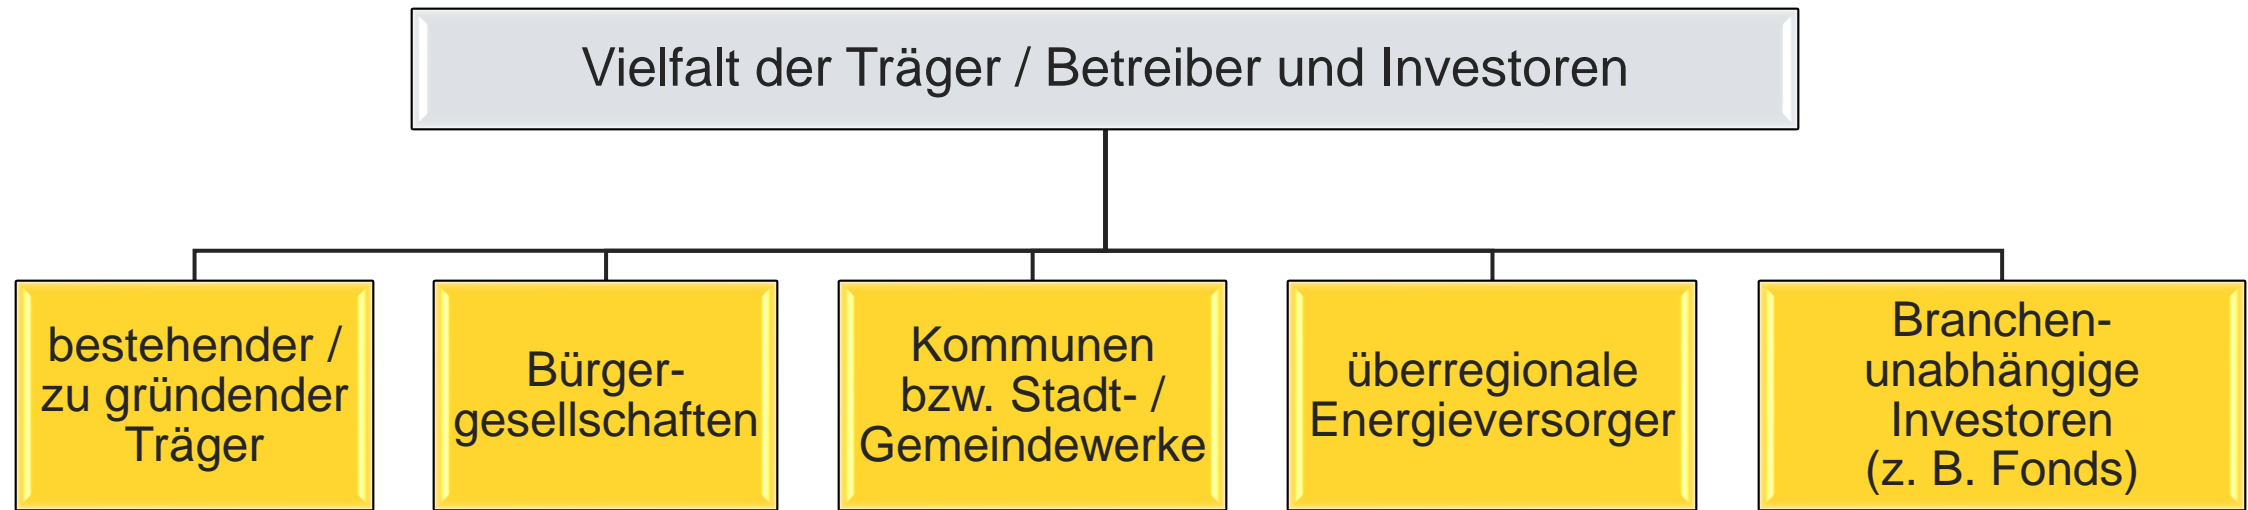 Vielfalt der Träger / Betreiber und Investoren
bestehender /
zu gründender
Träger
Bürger-
gesellschaften
Kommunen
bzw. Stadt- /
Gemeindewerke
überregionale
Energieversorger
Branchen-
unabhängige
Investoren
(z. B. Fonds)